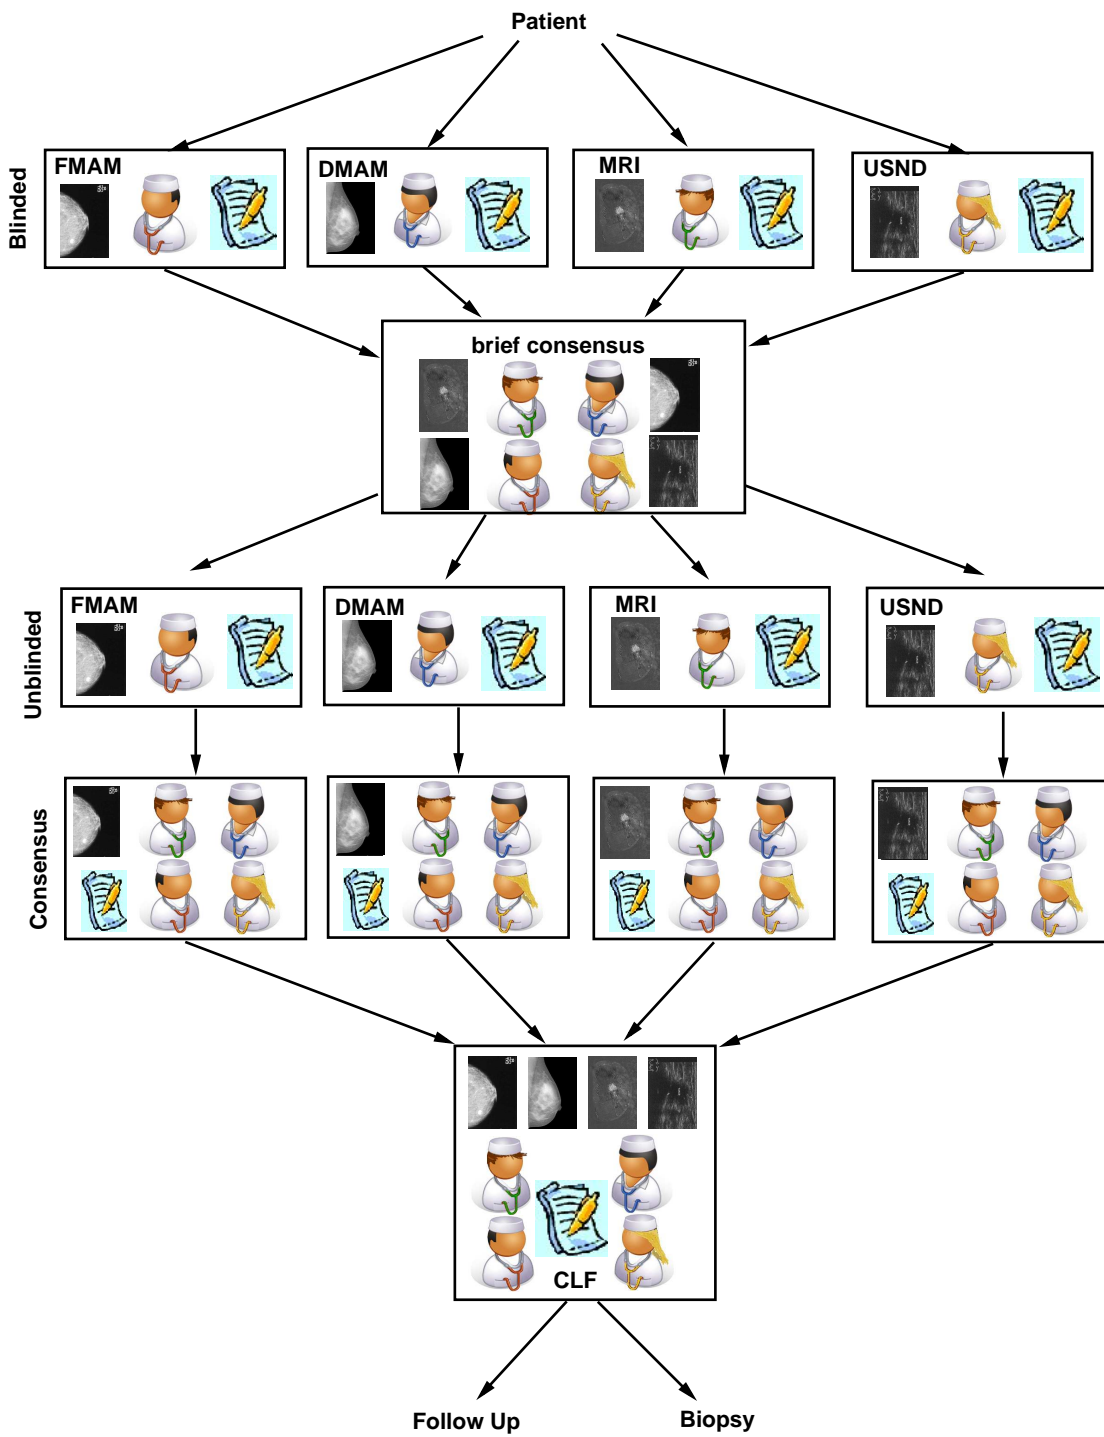 Patient
Blinded
FMAM
DMAM
MRI
USND
brief consensus
Unblinded
FMAM
DMAM
MRI
USND
Consensus
CLF
Follow Up
Biopsy